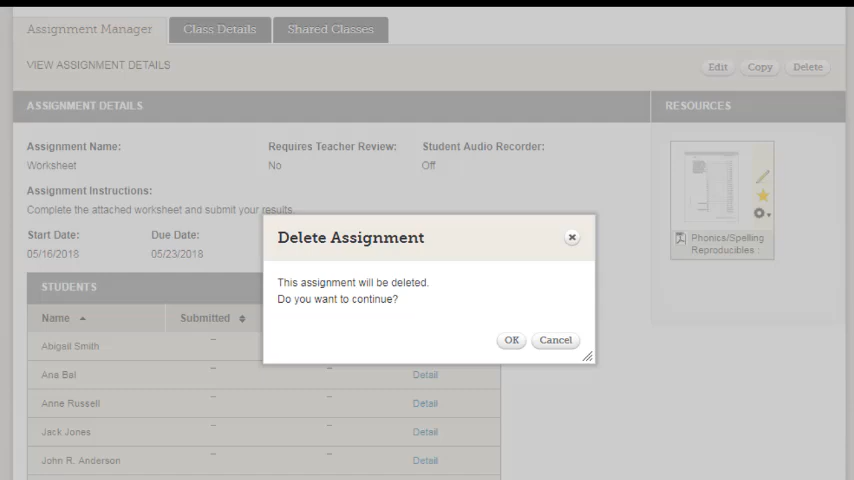 Assignment Manager
Class Details
Shared Classes
VIEW ASSIGNMENT DETAILS
Edit
Copy
Delete
ASSIGNMENT DETAILS
RESOURCES
Assignment Name:
Requires Teacher Review:
Student Audio Recorder:
Worksheet
No
Off
Assignment Instructions:
Complete the attached worksheet and submit your results.
Start Date:
Due Date:
05/16/2018
05/23/2018
Phonics/Spelling
Reproducibles :
Delete Assignment
This assignment will be deleted.
Do you want to continue?
OK
Cancel
STUDENTS
Name
Submitted
Abigail Smith
--
Ana Bal
--
--
Detail
Anne Russell
--
--
Detail
Jack Jones
--
--
Detail
John R. Anderson
--
--
Detail